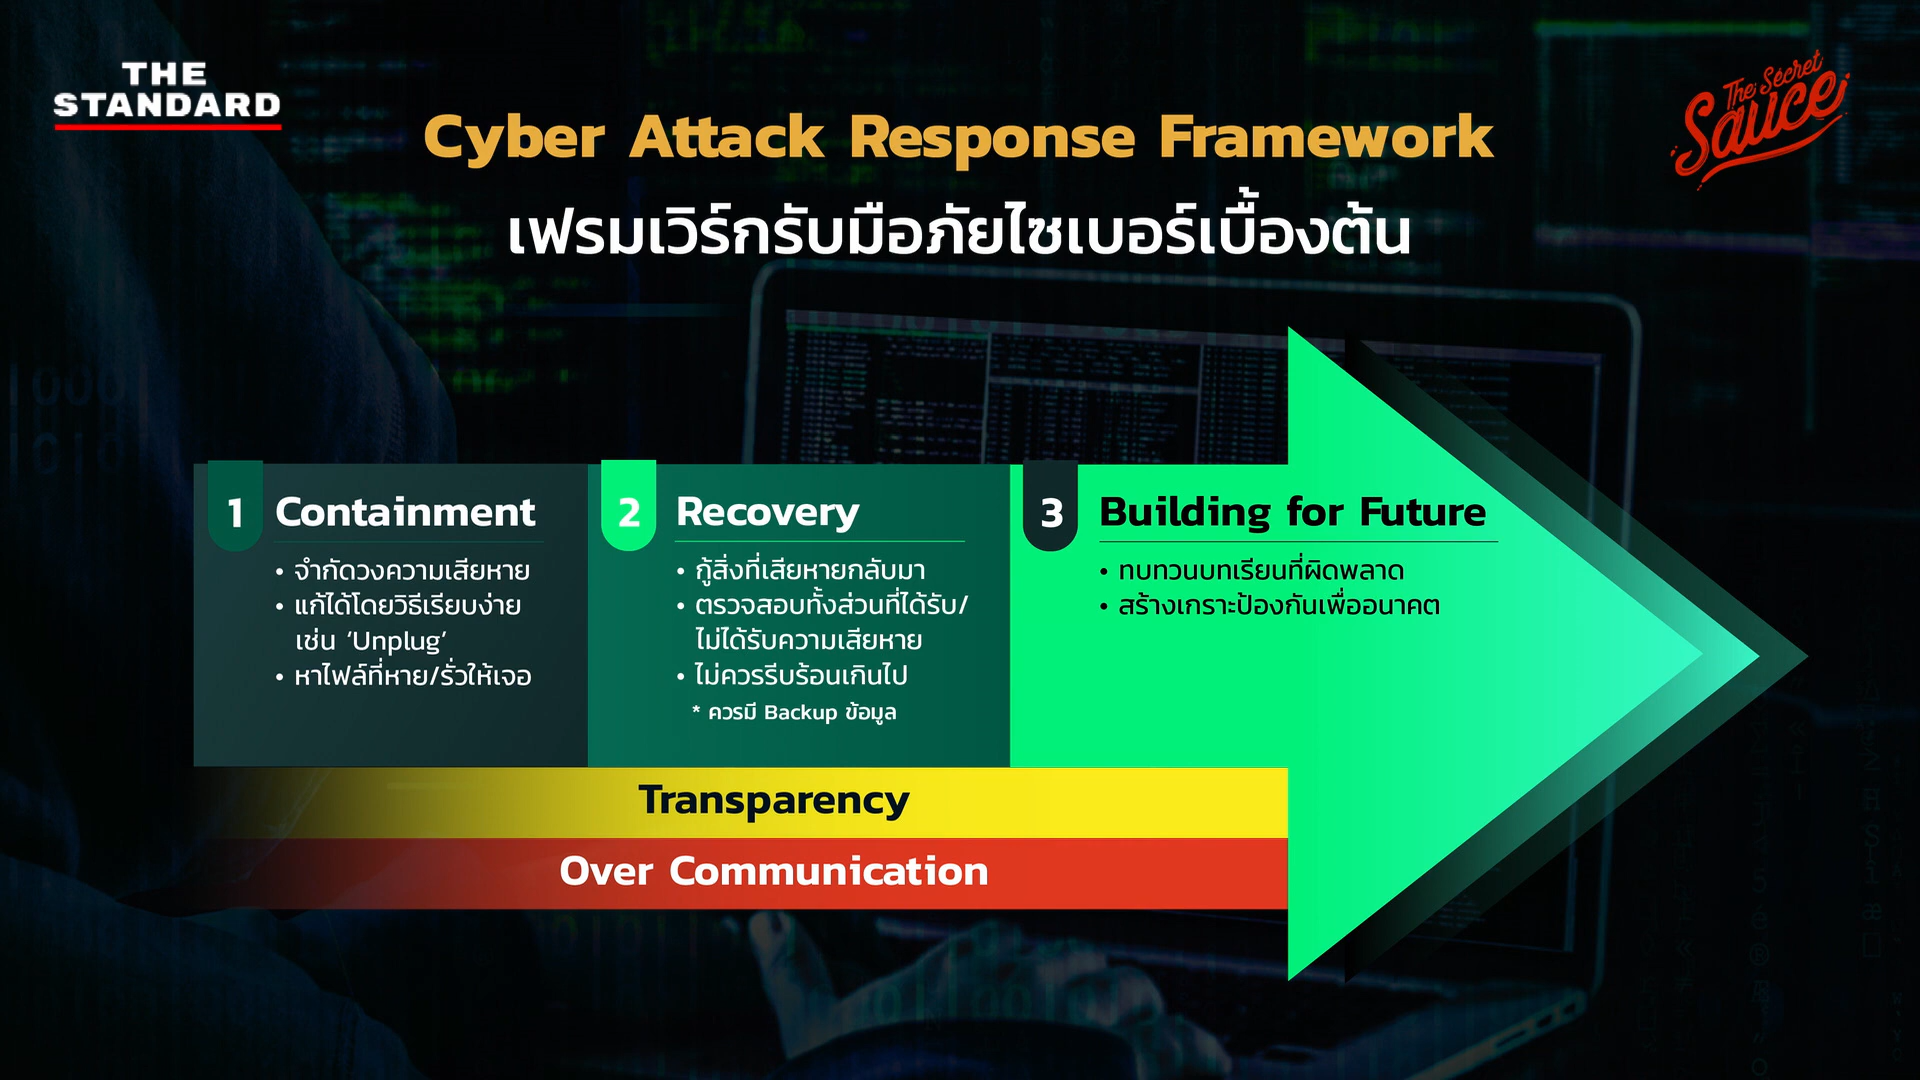 THE
STANDARD
The Secret
Sauce
Cyber Attack Response Framework
เฟรมเวิร์กรับมือภัยไซเบอร์เบื้องต้น
1 Containment
• จำกัดวงความเสียหาย
• แก้ได้โดยวิธีเรียบง่าย
เช่น ‘Unplug’
• หาไฟล์ที่หาย/รั่วให้เจอ
2 Recovery
• กู้สิ่งที่เสียหายกลับมา
• ตรวจสอบทั้งส่วนที่ได้รับ/
ไม่ได้รับความเสียหาย
• ไม่ควรรีบร้อนเกินไป
* ควรมี Backup ข้อมูล
3 Building for Future
• ทบทวนบทเรียนที่ผิดพลาด
• สร้างเกราะป้องกันเพื่ออนาคต
Transparency
Over Communication